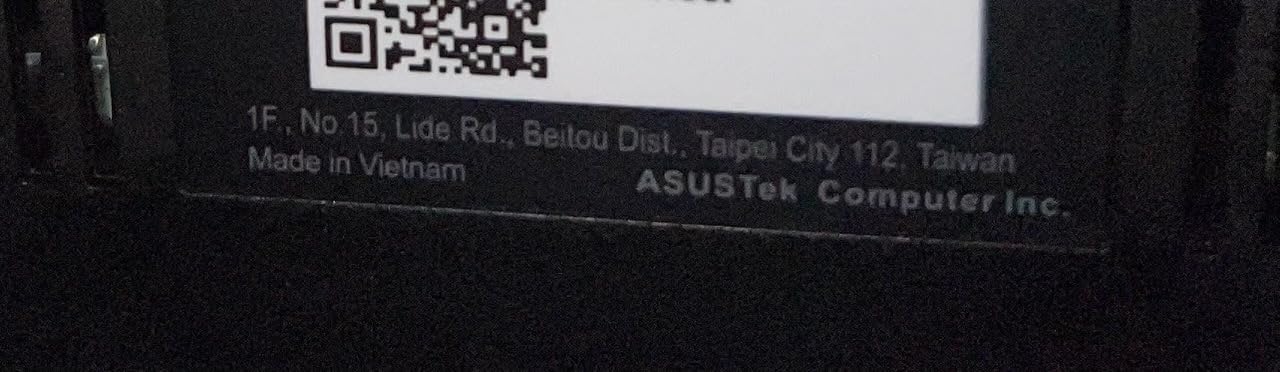 1F., No.15, Lide Rd., Beitou Dist., Taipei City 112, Taiwan
Made in Vietnam
ASUSTek Computer Inc.